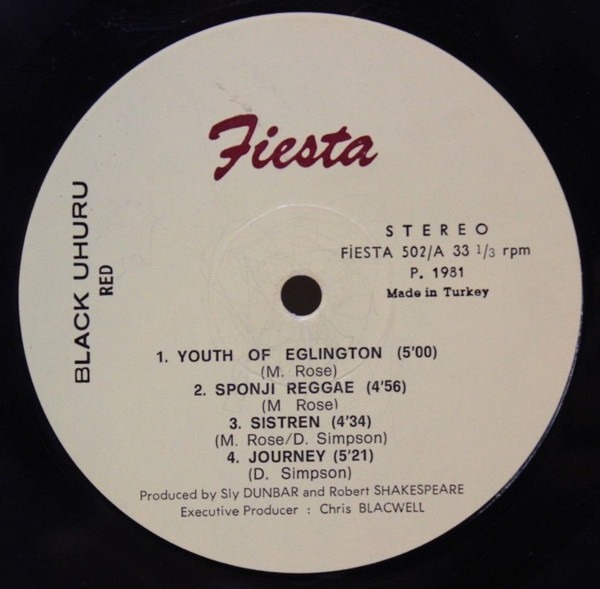 Fiesta
BLACK UHURU
RED
STEREO
FİESTA 502/A 33 1/3 rpm
P. 1981
Made in Turkey
1. YOUTH OF EGLINGTON (5'00)
(M. Rose)
2. SPONJI REGGAE (4'56)
(M Rose)
3. SISTREN (4'34)
(M. Rose/D. Simpson)
4. JOURNEY (5'21)
(D. Simpson)
Produced by Sly DUNBAR and Robert SHAKESPEARE
Executive Producer : Chris BLACWELL